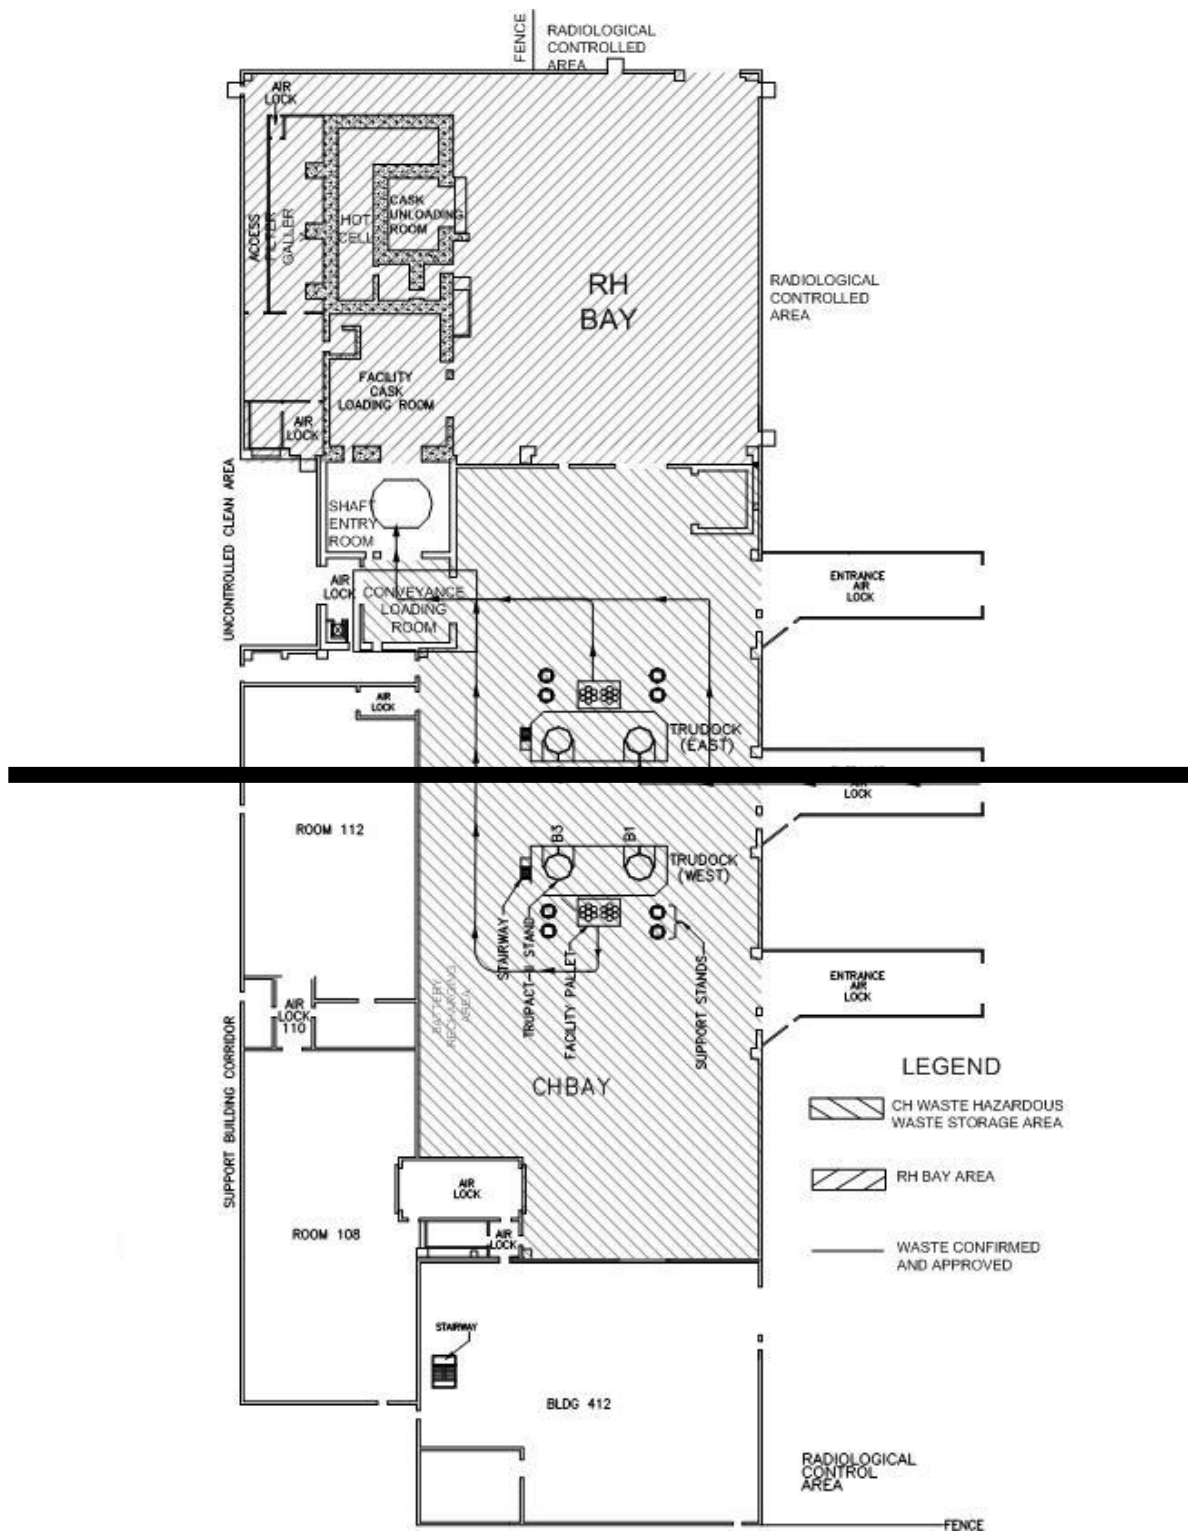 FENCE
RADIOLOGICAL
CONTROLLED
AREA
AIR
LOCK
ACCESS
FILTER
GALLER
Y
HOT
CELL
CASK
UNLOADING
ROOM
RH
BAY
RADIOLOGICAL
CONTROLLED
AREA
FACILITY
CASK
LOADING ROOM
AIR
LOCK
UNCONTROLLED CLEAN AREA
SHAFT
ENTRY
ROOM
AIR
LOCK
CONVEYANCE
LOADING
ROOM
ENTRANCE
AIR
LOCK
AIR
LOCK
TRUDOCK
(EAST)
AIR
LOCK
ROOM 112
B3
B1
TRUDOCK
(WEST)
STAIRWAY
TRUPACT-II STAND
FACILITY PALLET
SUPPORT STANDS
BATTERY
RECHARGING
AREA
ENTRANCE
AIR
LOCK
AIR
LOCK
110
SUPPORT BUILDING CORRIDOR
CH BAY
LEGEND
CH WASTE HAZARDOUS
WASTE STORAGE AREA
RH BAY AREA
WASTE CONFIRMED
AND APPROVED
AIR
LOCK
AIR
LOCK
ROOM 108
STAIRWAY
BLDG 412
RADIOLOGICAL
CONTROL
AREA
FENCE